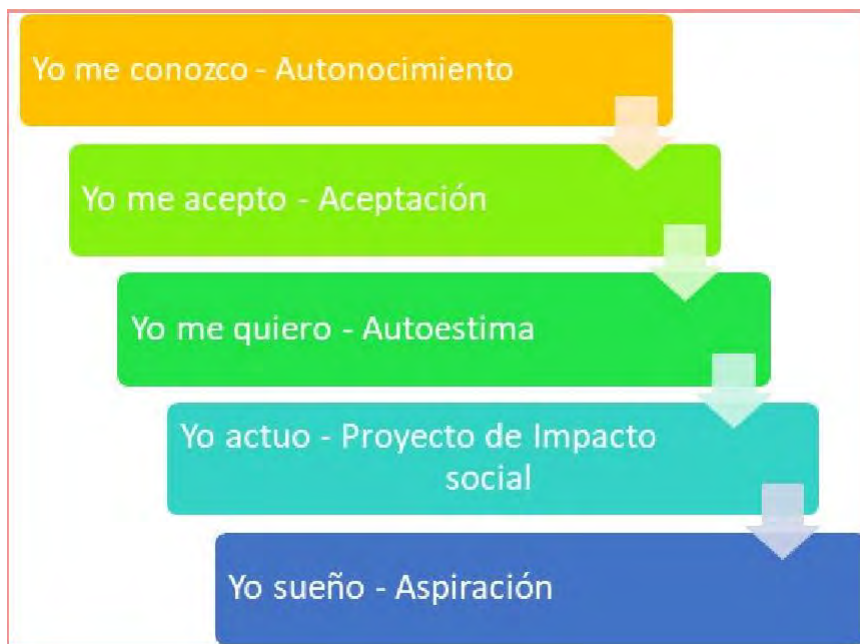 Yo me conozco - Autonocimiento
Yo me acepto - Aceptación
Yo me quiero - Autoestima
Yo actuo - Proyecto de Impacto
social
Yo sueño - Aspiración